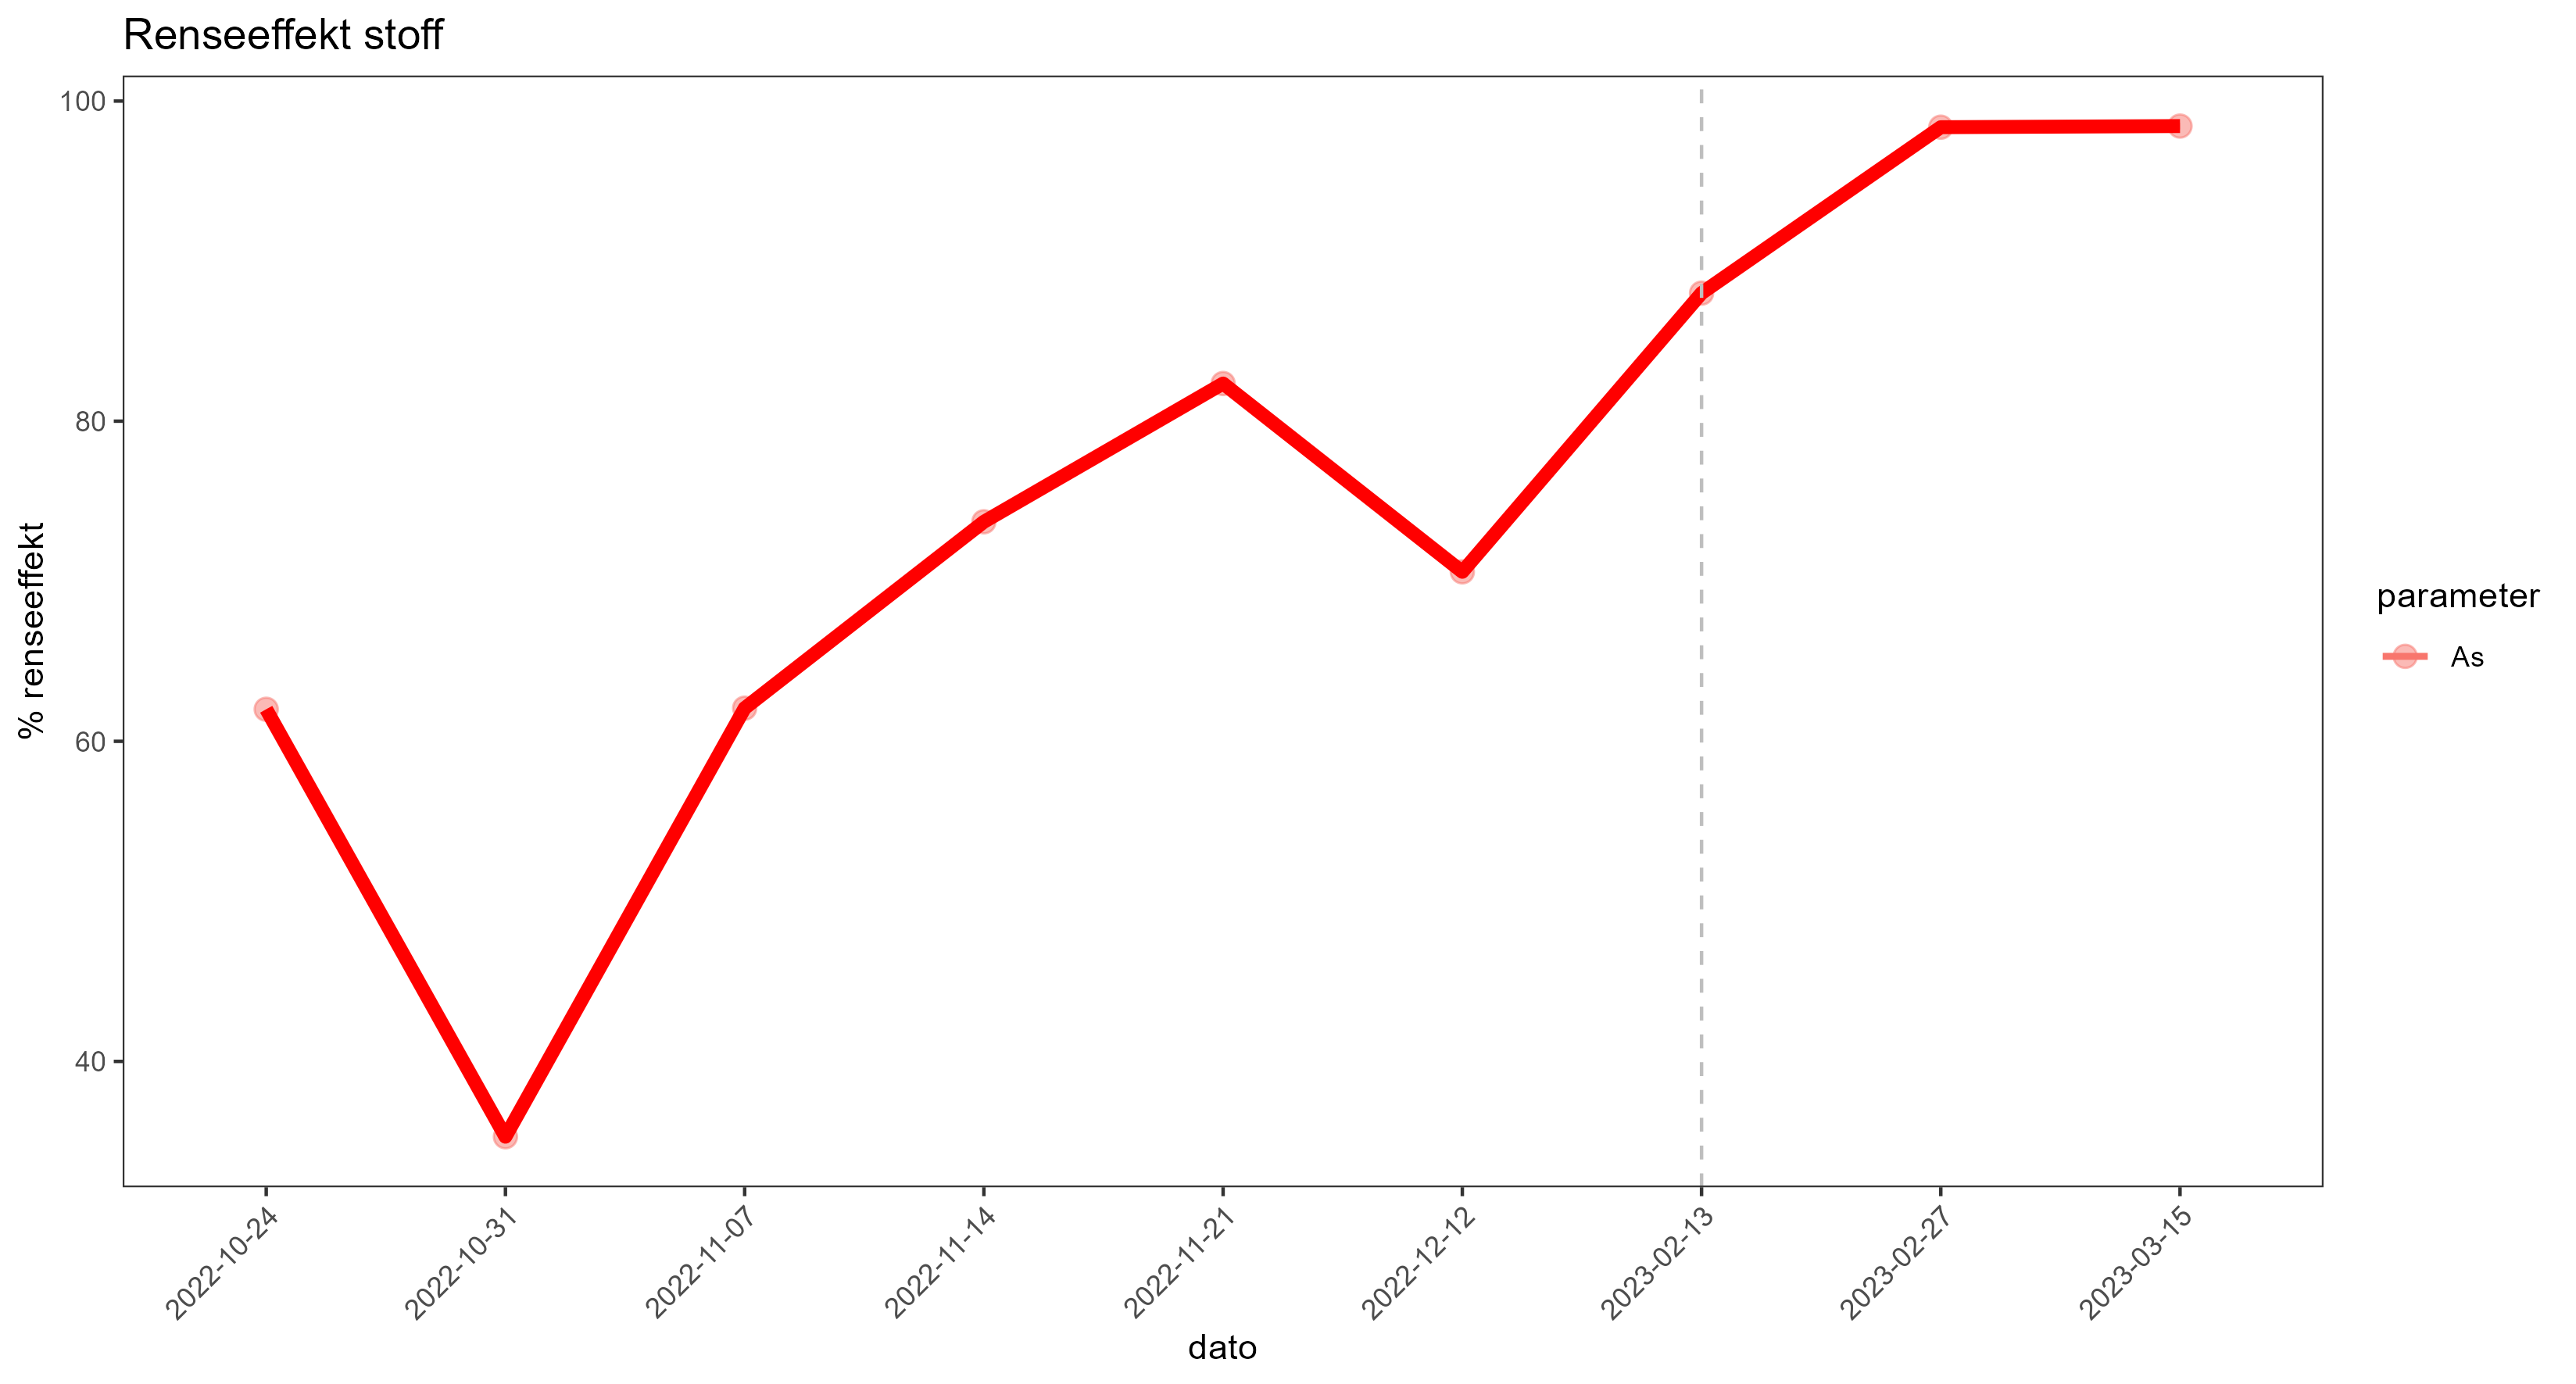 Renseeffekt stoff
% renseeffekt
100
80
60
40
2022-10-24
2022-10-31
2022-11-07
2022-11-14
2022-11-21
2022-12-12
2023-02-13
2023-02-27
2023-03-15
dato
parameter
As